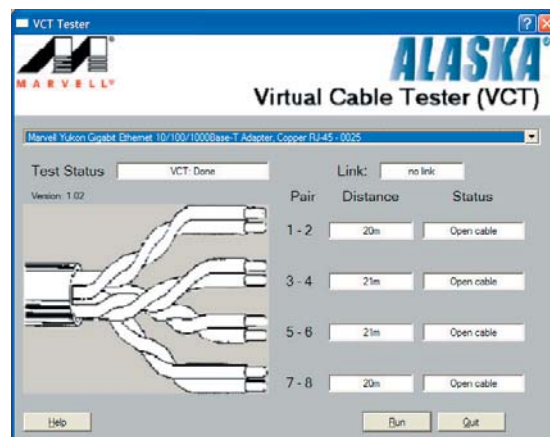 VCT Tester
MARVELL®
ALASKA®
Virtual Cable Tester (VCT)
Marvell Yukon Gigabit Ethernet 10/100/1000Base-T Adapter, Copper RJ-45 - 0025
Test Status VCT: Done Link: no link
Version: 1.02 Pair Distance Status
1 - 2 20m Open cable
3 - 4 21m Open cable
5 - 6 21m Open cable
7 - 8 20m Open cable
Help Run Quit